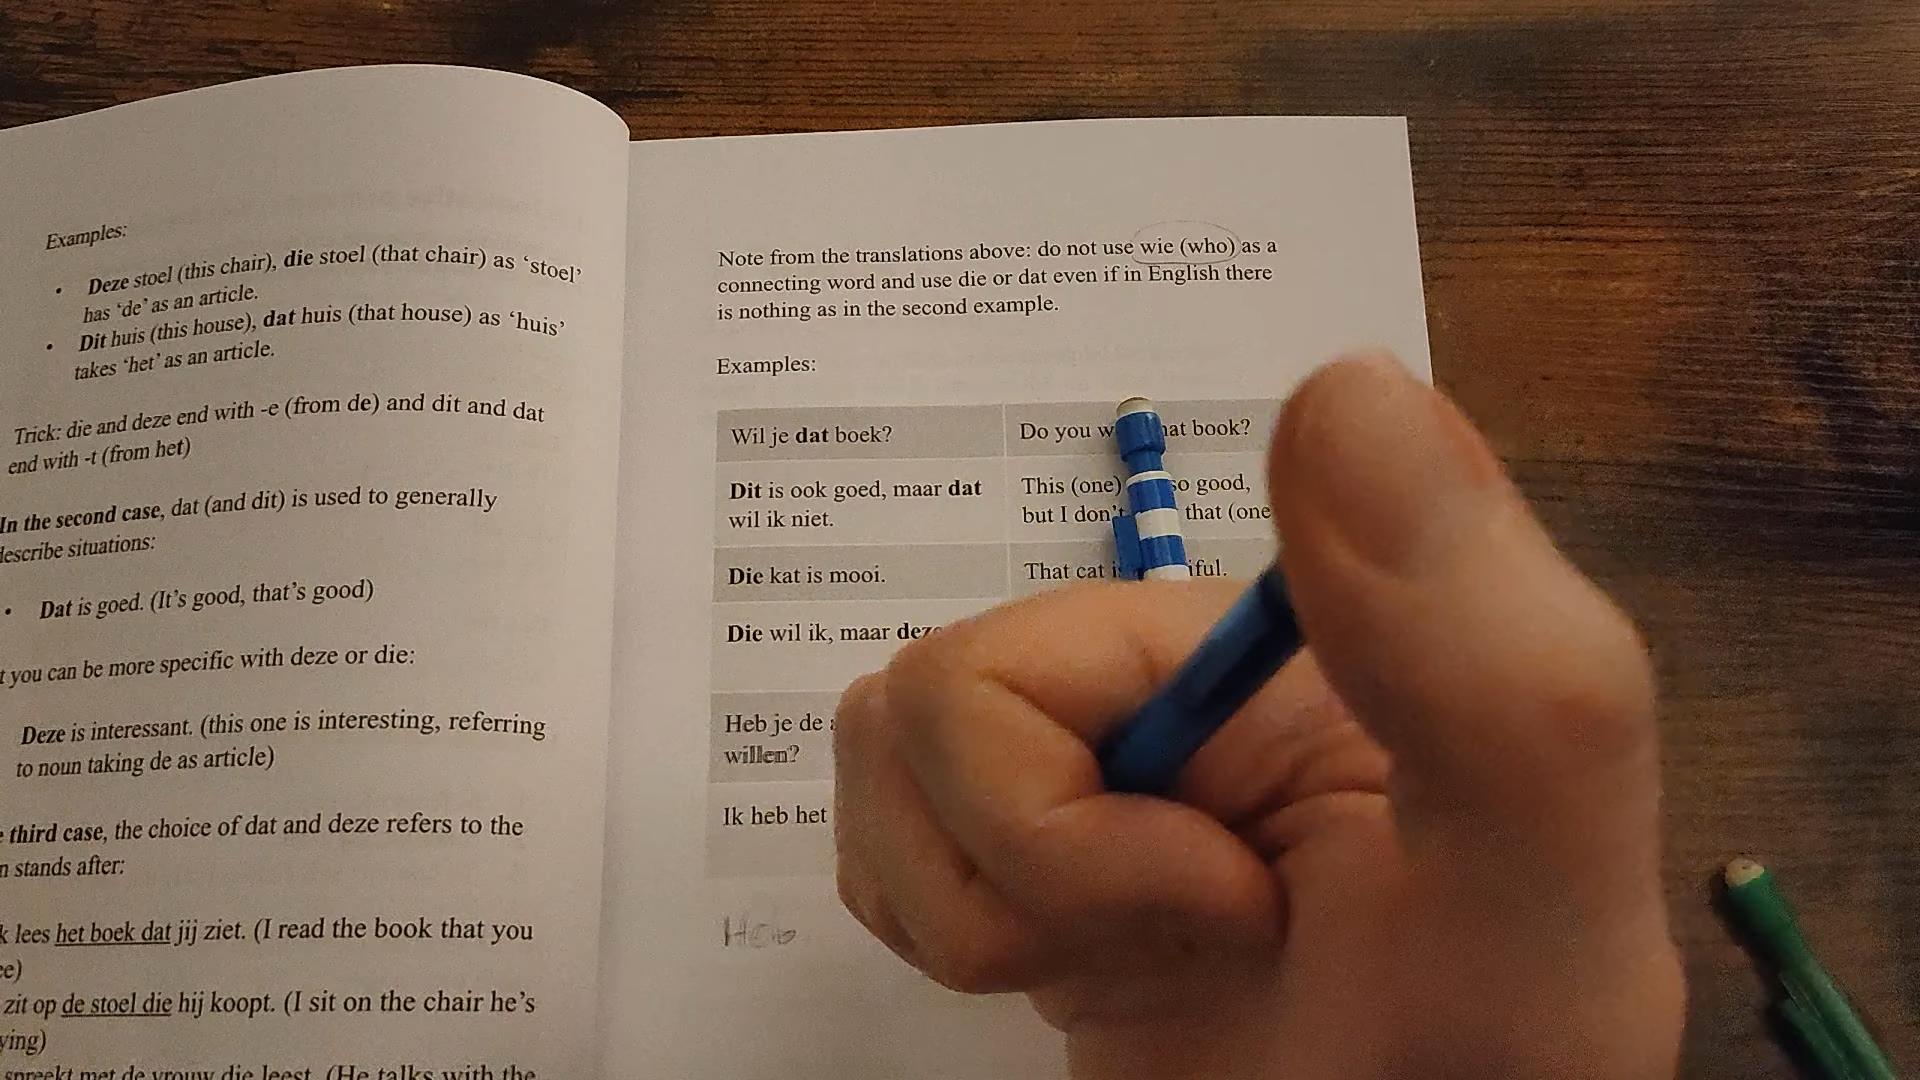 Examples:
• Deze stoel (this chair), die stoel (that chair) as ‘stoel’
has ‘de’ as an article.
• Dit huis (this house), dat huis (that house) as ‘huis’
takes ‘het’ as an article.
Trick: die and deze end with -e (from de) and dit and dat
end with -t (from het)
In the second case, dat (and dit) is used to generally
describe situations:
• Dat is goed. (It’s good, that’s good)
you can be more specific with deze or die:
Deze is interessant. (this one is interesting, referring
to noun taking de as article)
third case, the choice of dat and deze refers to the
stands after:
lees het boek dat jij ziet. (I read the book that you
zit op de stoel die hij koopt. (I sit on the chair he’s
spreekt met de vrouw die leest. (He talks with the
Note from the translations above: do not use wie (who) as a
connecting word and use die or dat even if in English there
is nothing as in the second example.
Examples:
Wil je dat boek? Do you hat book?
Dit is ook goed, maar dat This (one) so good,
wil ik niet. but I don’t that (one
Die kat is mooi. That cat iful.
Die wil ik, maar deze
Heb je de
willen?
Ik heb het
Heb